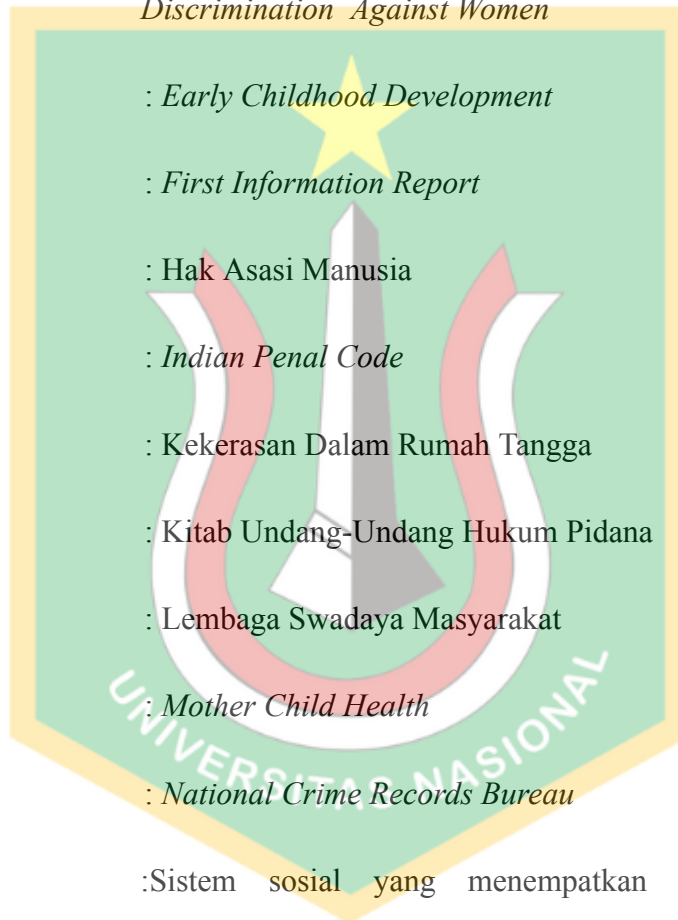 Discrimination Against Women
: Early Childhood Development
: First Information Report
: Hak Asasi Manusia
: Indian Penal Code
: Kekerasan Dalam Rumah Tangga
: Kitab Undang-Undang Hukum Pidana
: Lembaga Swadaya Masyarakat
: Mother Child Health
: National Crime Records Bureau
:Sistem sosial yang menempatkan
UNIVERSITAS NASIONAL